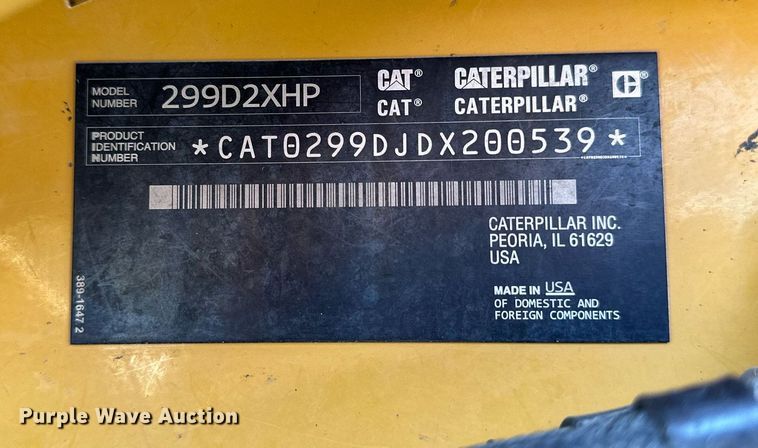 MODEL NUMBER 299D2XHP
CAT® CATERPILLAR® C®
CAT® CATERPILLAR®
PRODUCT IDENTIFICATION NUMBER *CAT0299DJDX200539*
CATERPILLAR INC.
PEORIA, IL 61629
USA
MADE IN USA
OF DOMESTIC AND
FOREIGN COMPONENTS
389-1647 2
Purple Wave Auction